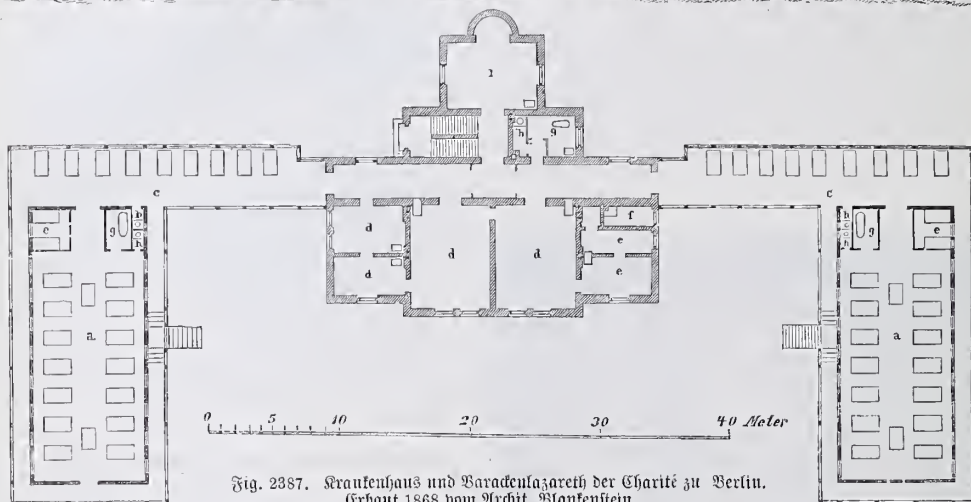 1
h g
k
c c
e g h h h h g e
d d d d f e e
a a
0 5 10 20 30 40 Meter
Fig. 2387. Krankenhaus und Barackenlazareth der Charité zu Berlin.
(Erbaut 1868 vom Archit. Blankenstein.